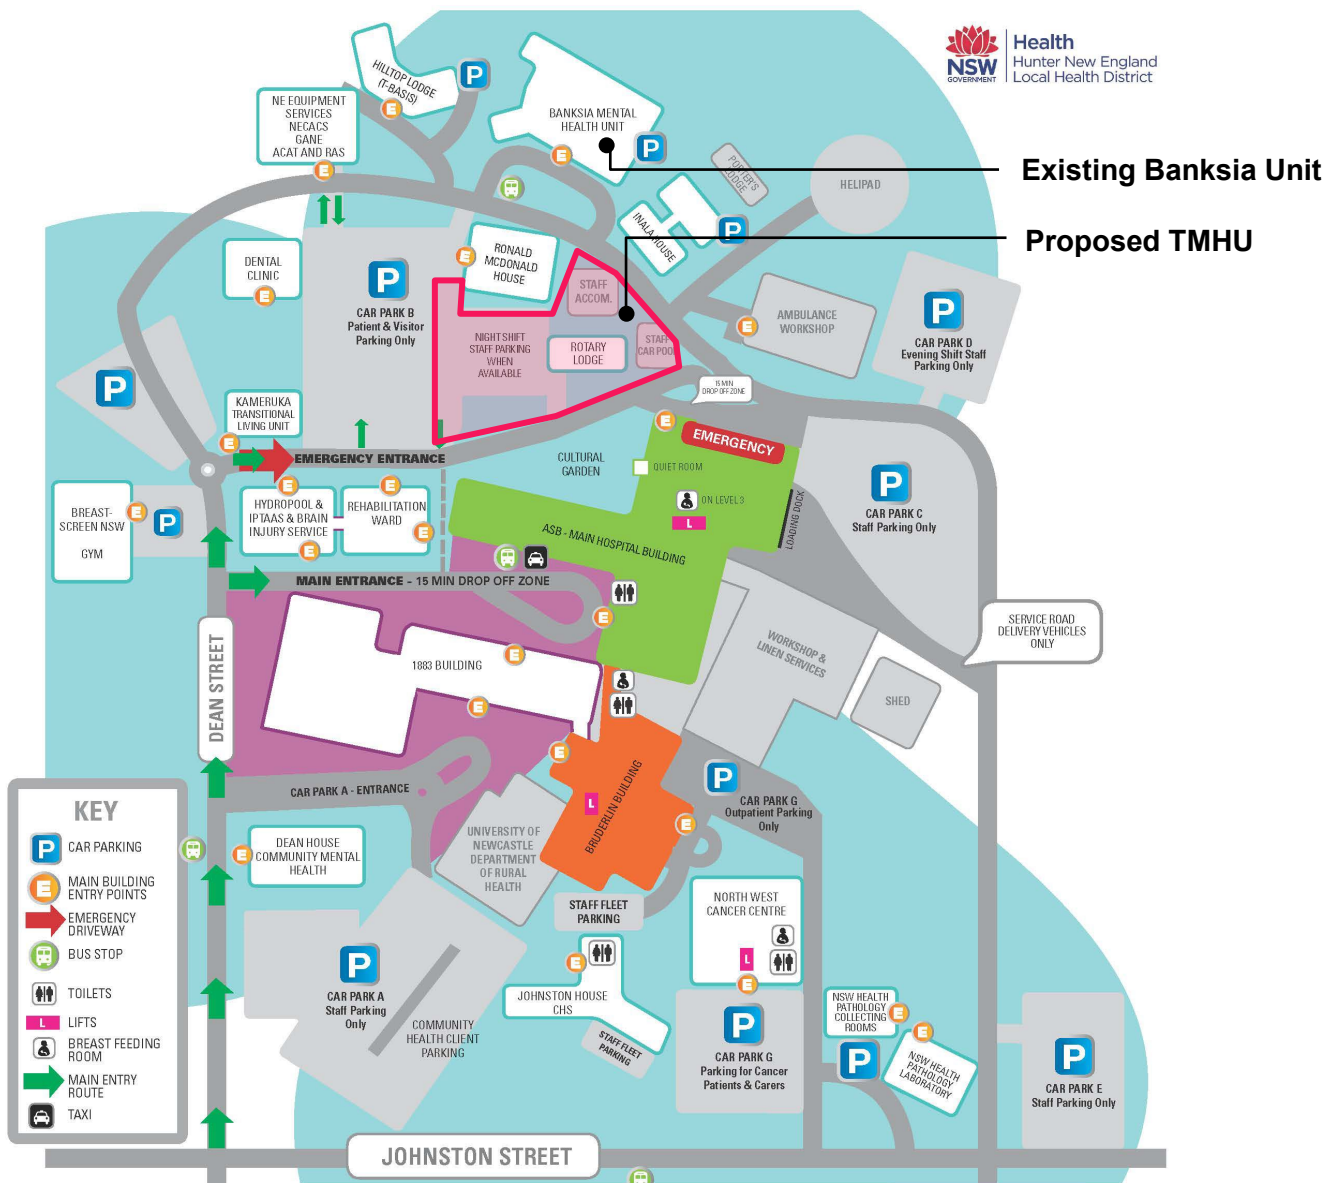 NSW
GOVERNMENT
Health
Hunter New England
Local Health District
HILLTOP LODGE
(T-BASIS)
P
E
NE EQUIPMENT
SERVICES
NECACS
GANE
ACAT AND RAS
E
BANKSIA MENTAL
HEALTH UNIT
E
P
Existing Banksia Unit
PORTER'S
LODGE
HELIPAD
INALA HOUSE
P
Proposed TMHU
DENTAL
CLINIC
E
P
CAR PARK B
Patient & Visitor
Parking Only
E
RONALD
MCDONALD
HOUSE
STAFF
ACCOM.
NIGHT SHIFT
STAFF PARKING
WHEN
AVAILABLE
ROTARY
LODGE
STAFF
CAR POOL
E
AMBULANCE
WORKSHOP
P
CAR PARK D
Evening Shift Staff
Parking Only
P
15 MIN
DROP OFF ZONE
KAMERUKA
TRANSITIONAL
LIVING UNIT
E
EMERGENCY ENTRANCE
E
EMERGENCY
CULTURAL
GARDEN
QUIET ROOM
ON LEVEL 3
L
LOADING DOCK
P
CAR PARK C
Staff Parking Only
BREAST-
SCREEN NSW
GYM
E
P
E
HYDROPOOL &
IPTAAS & BRAIN
INJURY SERVICE
E
E
REHABILITATION
WARD
E
ASB - MAIN HOSPITAL BUILDING
MAIN ENTRANCE - 15 MIN DROP OFF ZONE
E
DEAN STREET
1883 BUILDING
E
E
WORKSHOP &
LINEN SERVICES
SERVICE ROAD
DELIVERY VEHICLES
ONLY
SHED
E
BRUDERLIN BUILDING
L
E
P
CAR PARK G
Outpatient Parking
Only
CAR PARK A - ENTRANCE
UNIVERSITY OF
NEWCASTLE
DEPARTMENT
OF RURAL
HEALTH
E
DEAN HOUSE
COMMUNITY MENTAL
HEALTH
KEY
P
CAR PARKING
E
MAIN BUILDING
ENTRY POINTS
EMERGENCY
DRIVEWAY
BUS STOP
TOILETS
L
LIFTS
BREAST FEEDING
ROOM
MAIN ENTRY
ROUTE
TAXI
P
CAR PARK A
Staff Parking
Only
COMMUNITY
HEALTH CLIENT
PARKING
STAFF FLEET
PARKING
E
JOHNSTON HOUSE
CHS
STAFF FLEET
PARKING
NORTH WEST
CANCER CENTRE
L
E
P
CAR PARK G
Parking for Cancer
Patients & Carers
NSW HEALTH
PATHOLOGY
COLLECTING
ROOMS
E
P
E
NSW HEALTH
PATHOLOGY
LABORATORY
P
CAR PARK E
Staff Parking Only
JOHNSTON STREET